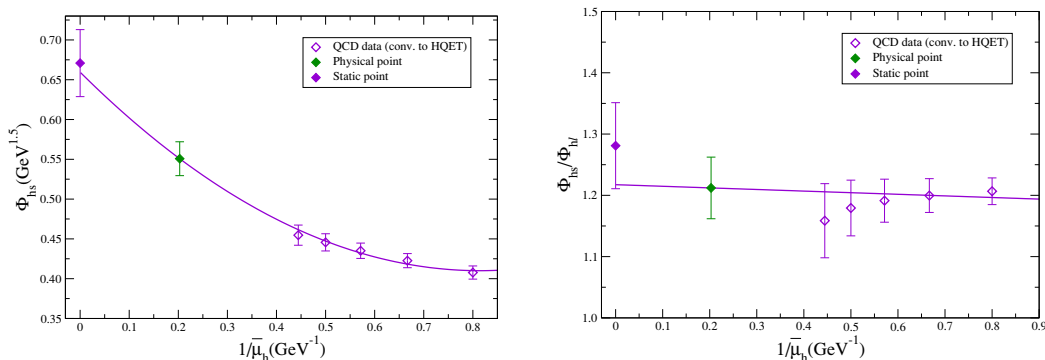 0.70
0.65
0.60
0.55
0.50
0.45
0.40
0.35
Φhs(GeV1.5)
QCD data (conv. to HQET)
Physical point
Static point
0 0.1 0.2 0.3 0.4 0.5 0.6 0.7 0.8
1/μ̄h(GeV-1)
1.5
1.4
1.3
1.2
1.1
1.0
Φhs/Φhl
QCD data (conv. to HQET)
Physical point
Static point
0 0.1 0.2 0.3 0.4 0.5 0.6 0.7 0.8 0.9
1/μ̄h(GeV-1)